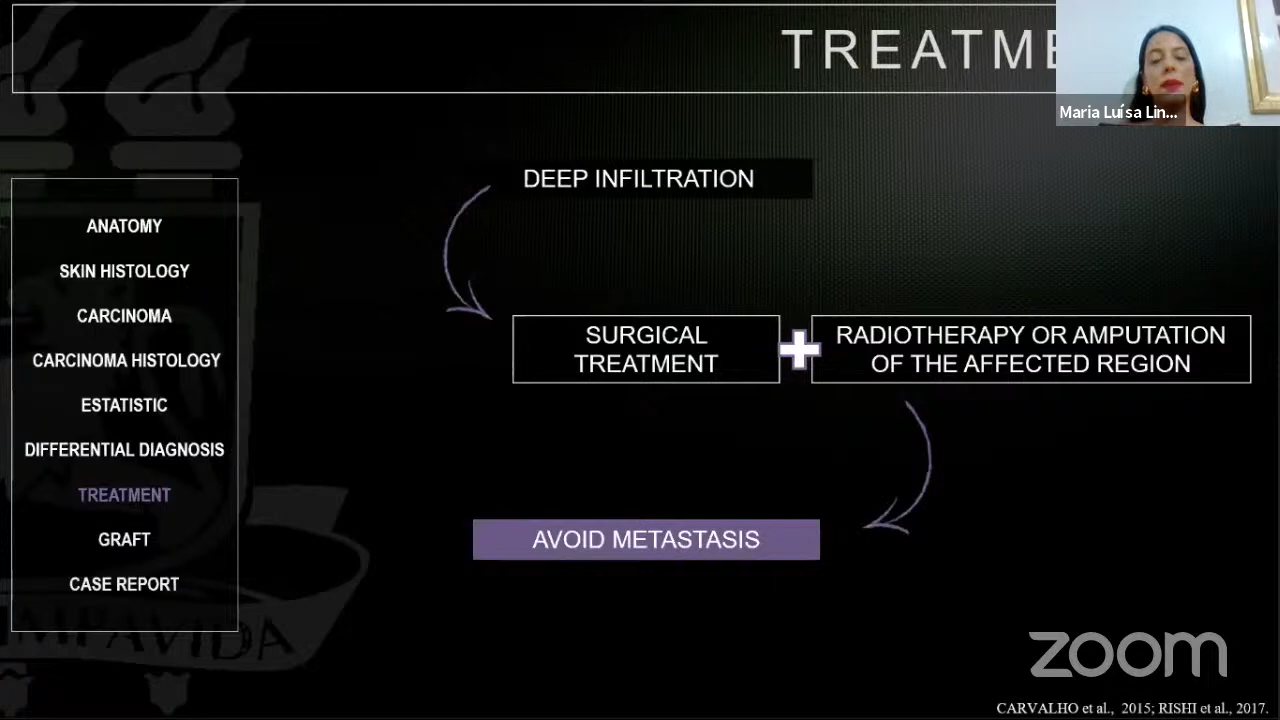 TREATME
Maria Luísa Lin...
DEEP INFILTRATION
ANATOMY
SKIN HISTOLOGY
CARCINOMA
CARCINOMA HISTOLOGY
ESTATISTIC
DIFFERENTIAL DIAGNOSIS
TREATMENT
GRAFT
CASE REPORT
SURGICAL
TREATMENT
RADIOTHERAPY OR AMPUTATION
OF THE AFFECTED REGION
AVOID METASTASIS
IMPAVIDA
zoom
CARVALHO et al., 2015; RISHI et al., 2017.